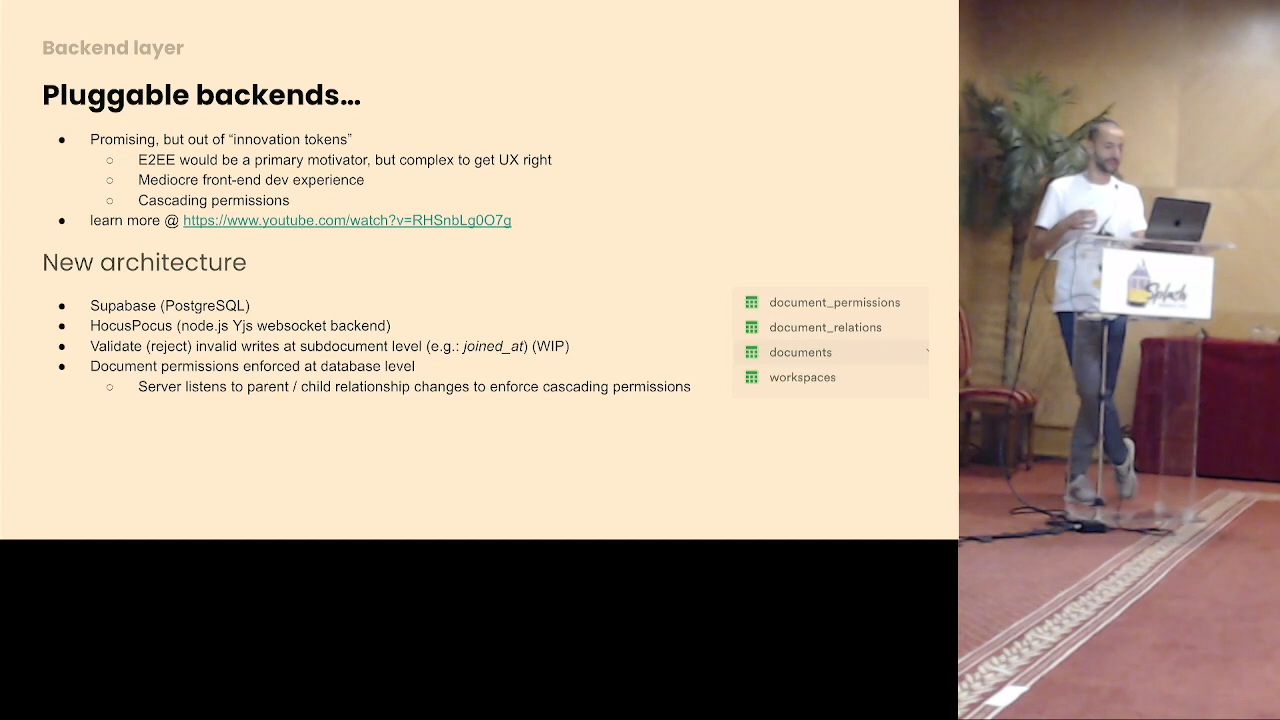 Backend layer
Pluggable backends...
● Promising, but out of “innovation tokens”
○ E2EE would be a primary motivator, but complex to get UX right
○ Mediocre front-end dev experience
○ Cascading permissions
● learn more @ https://www.youtube.com/watch?v=RHSnbLg0O7g
New architecture
● Supabase (PostgreSQL)
● HocusPocus (node.js Yjs websocket backend)
● Validate (reject) invalid writes at subdocument level (e.g.: joined_at) (WIP)
● Document permissions enforced at database level
○ Server listens to parent / child relationship changes to enforce cascading permissions
document_permissions
document_relations
documents
workspaces
Splash